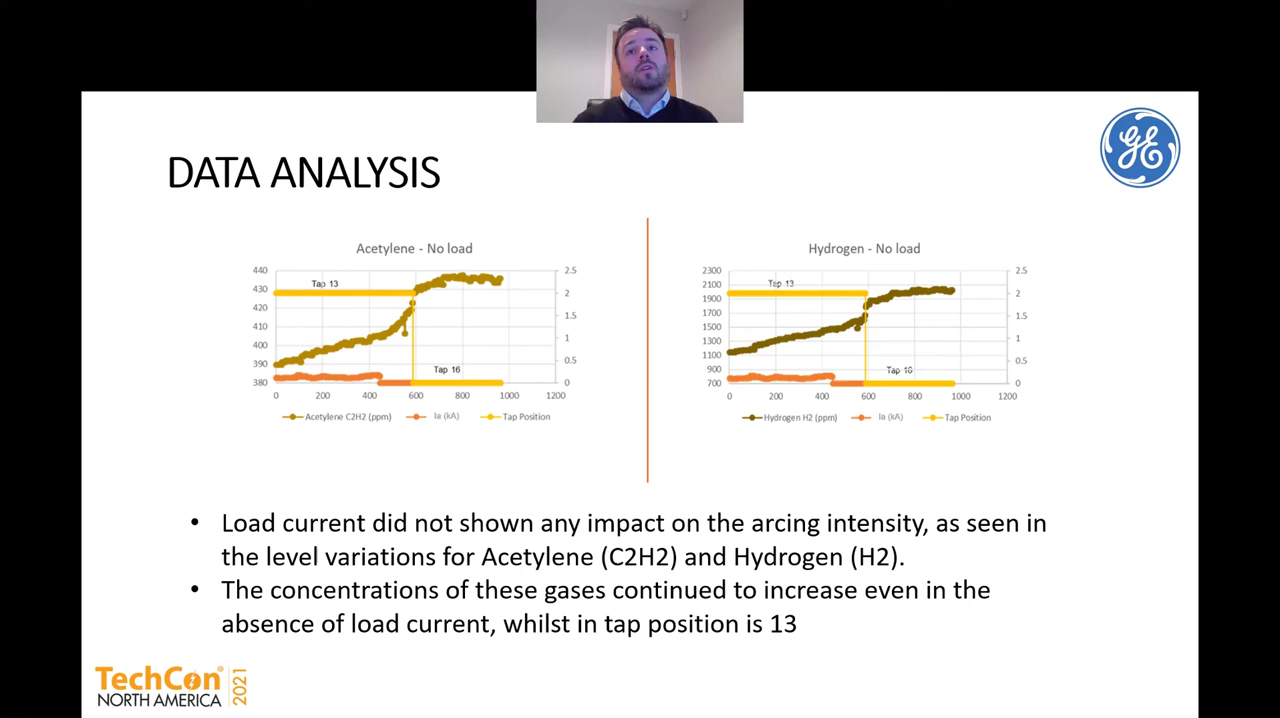 DATA ANALYSIS
GE
Acetylene - No load
440
430
420
410
400
390
380
2.5
2
1.5
1
0.5
0
Tap 13
Tap 16
0 200 400 600 800 1000 1200
Acetylene C2H2 (ppm) Ia (kA) Tap Position
Hydrogen - No load
2300
2100
1900
1700
1500
1300
1100
900
700
2.5
2
1.5
1
0.5
0
Tap 13
Tap 16
0 200 400 600 800 1000 1200
Hydrogen H2 (ppm) Ia (kA) Tap Position
• Load current did not shown any impact on the arcing intensity, as seen in
the level variations for Acetylene (C2H2) and Hydrogen (H2).
• The concentrations of these gases continued to increase even in the
absence of load current, whilst in tap position is 13
TechCon®
NORTH AMERICA
2021